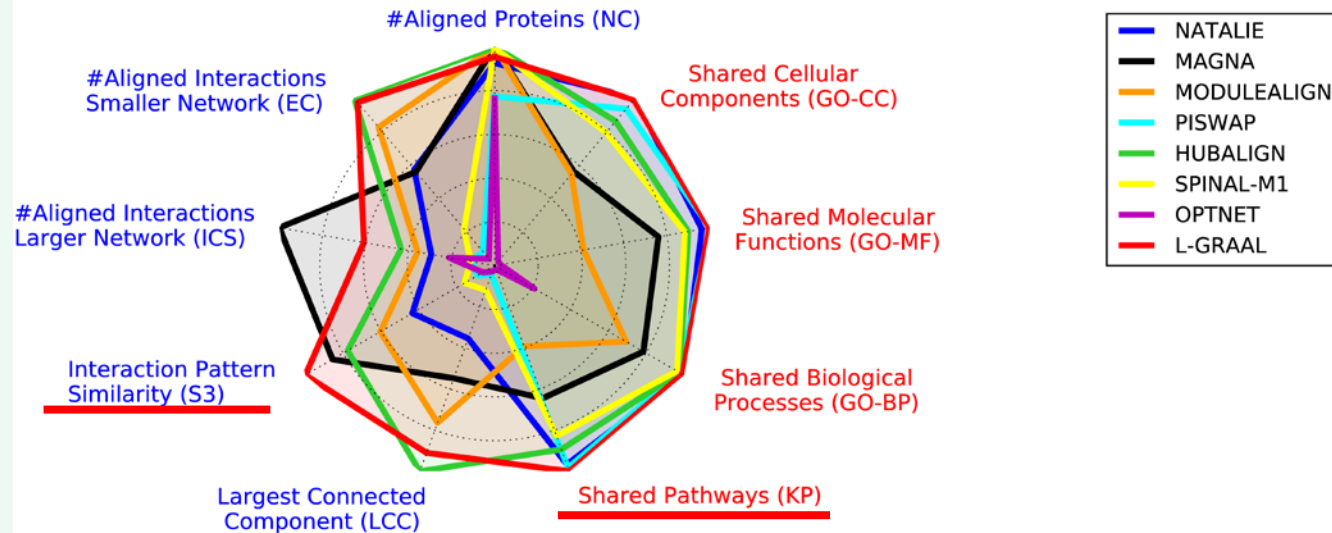 #Aligned Proteins (NC)
#Aligned Interactions
Smaller Network (EC)
Shared Cellular
Components (GO-CC)
#Aligned Interactions
Larger Network (ICS)
Shared Molecular
Functions (GO-MF)
Interaction Pattern
Similarity (S3)
Shared Biological
Processes (GO-BP)
Largest Connected
Component (LCC)
Shared Pathways (KP)
NATALIE
MAGNA
MODULEALIGN
PISWAP
HUBALIGN
SPINAL-M1
OPTNET
L-GRAAL